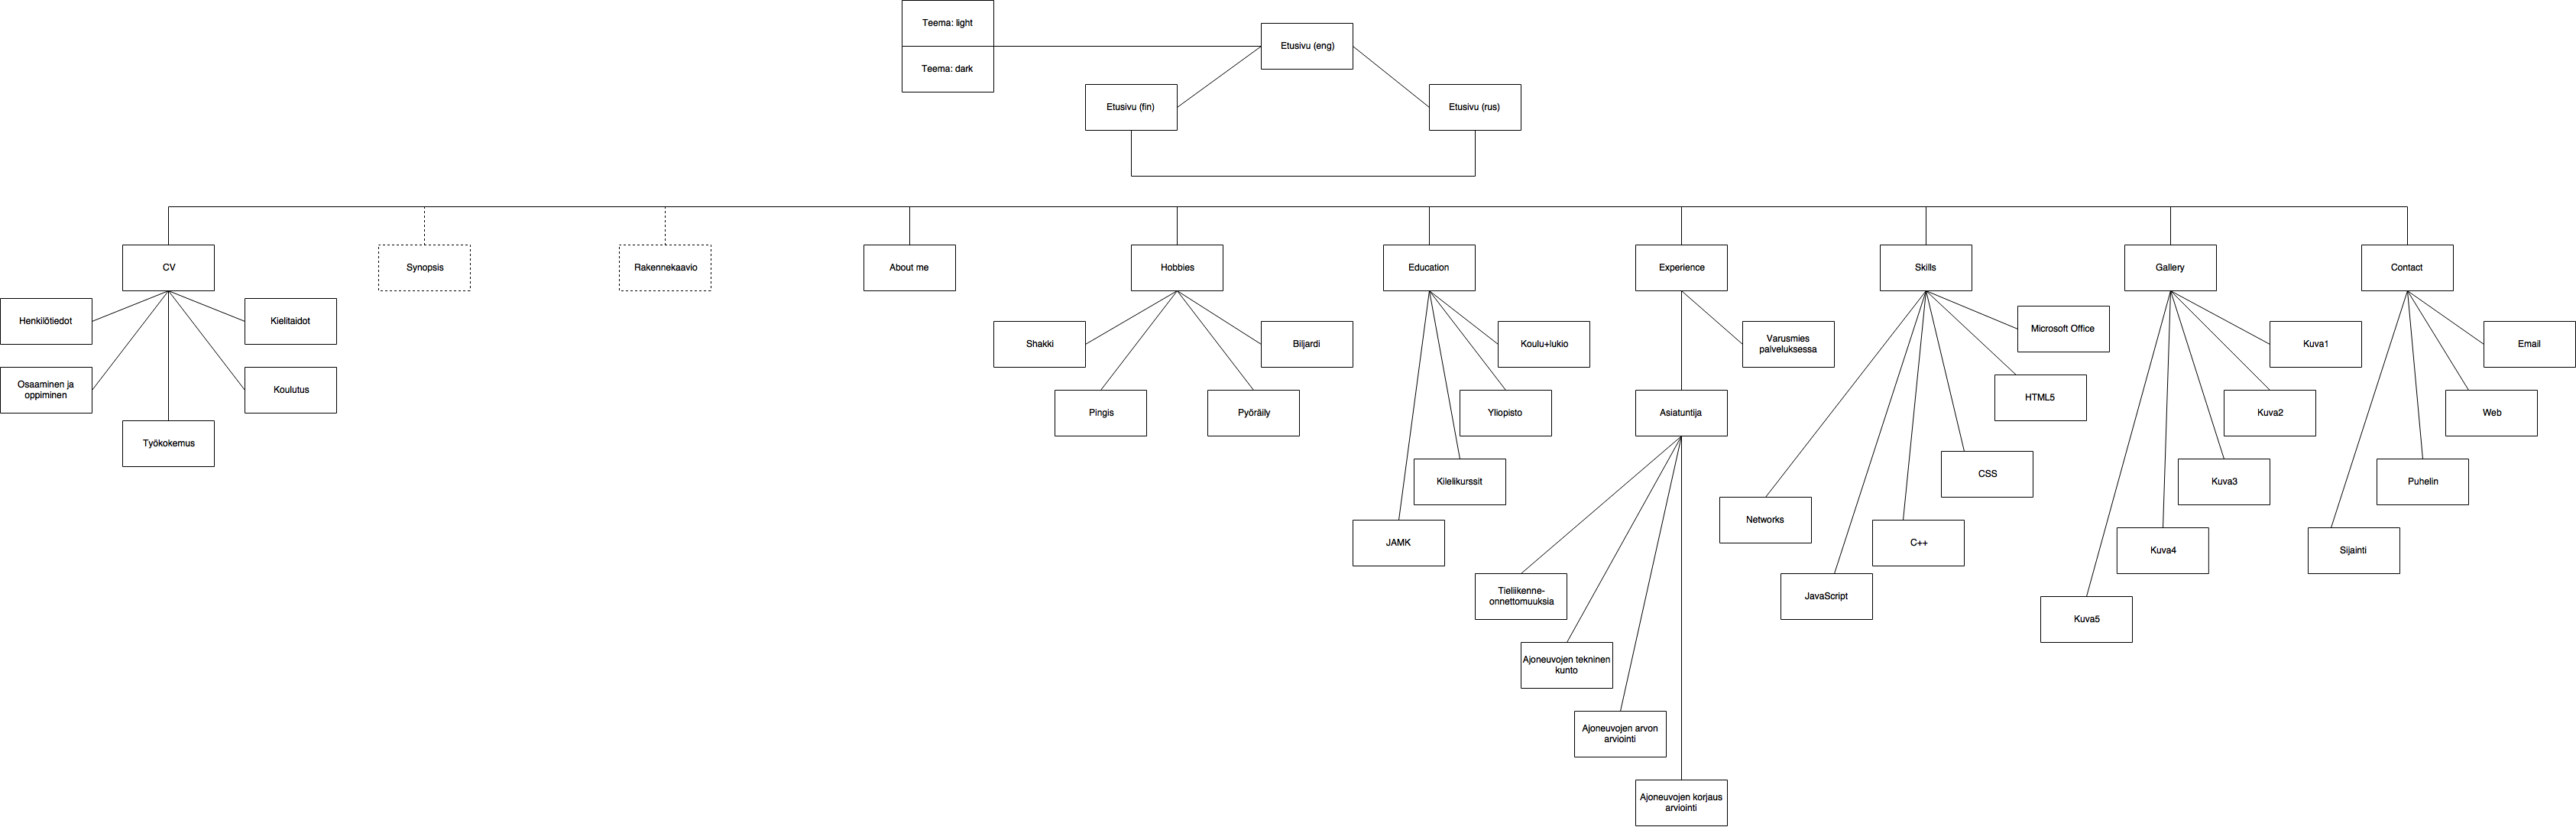 Teema: light
Etusivu (eng)
Teema: dark
Etusivu (fin)
Etusivu (rus)
CV
Synopsis
Rakennekaavio
About me
Hobbies
Education
Experience
Skills
Gallery
Contact
Henkilötiedot
Kielitaidot
Osaaminen ja
oppiminen
Koulutus
Työkokemus
Shakki
Biljardi
Pingis
Pyöräily
Koulu+lukio
Yliopisto
Kilelikurssit
JAMK
Varusmies
palveluksessa
Asiatuntija
Tieliikenne-
onnettomuuksia
Ajoneuvojen tekninen
kunto
Ajoneuvojen arvon
arviointi
Ajoneuvojen korjaus
arviointi
Microsoft Office
HTML5
CSS
Networks
C++
JavaScript
Kuva1
Kuva2
Kuva3
Kuva4
Kuva5
Email
Web
Puhelin
Sijainti